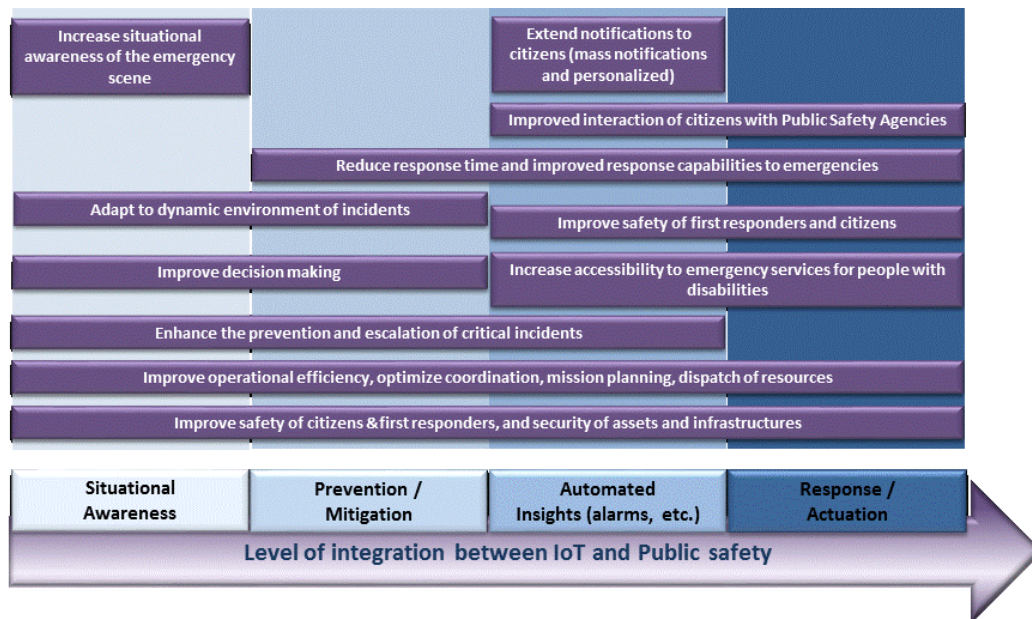 Increase situational
awareness of the emergency
scene
Extend notifications to
citizens (mass notifications
and personalized)
Improved interaction of citizens with Public Safety Agencies
Reduce response time and improved response capabilities to emergencies
Adapt to dynamic environment of incidents
Improve safety of first responders and citizens
Improve decision making
Increase accessibility to emergency services for people with
disabilities
Enhance the prevention and escalation of critical incidents
Improve operational efficiency, optimize coordination, mission planning, dispatch of resources
Improve safety of citizens & first responders, and security of assets and infrastructures
Situational
Awareness
Prevention /
Mitigation
Automated
Insights (alarms, etc.)
Response /
Actuation
Level of integration between IoT and Public safety